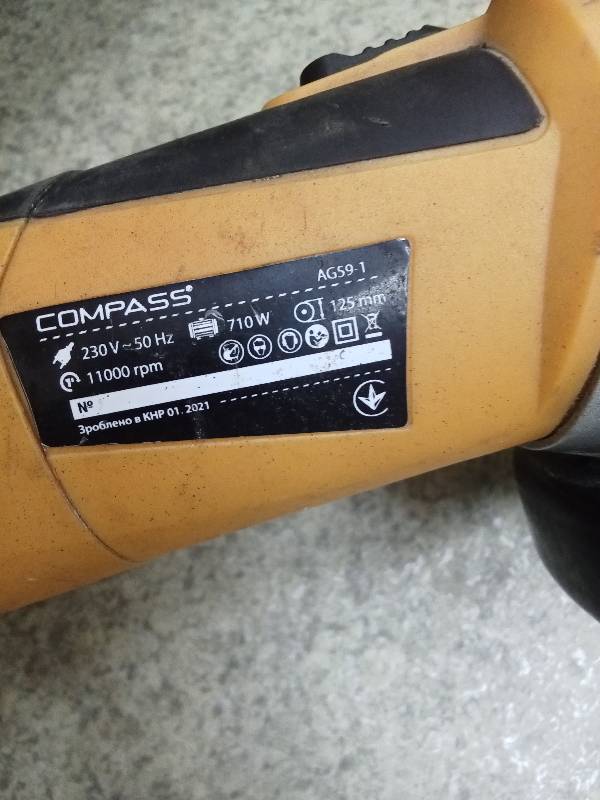 COMPASS®
AG59-1
230 V ~ 50 Hz
710 W
125 mm
11000 rpm
№
Зроблено в КНР 01. 2021